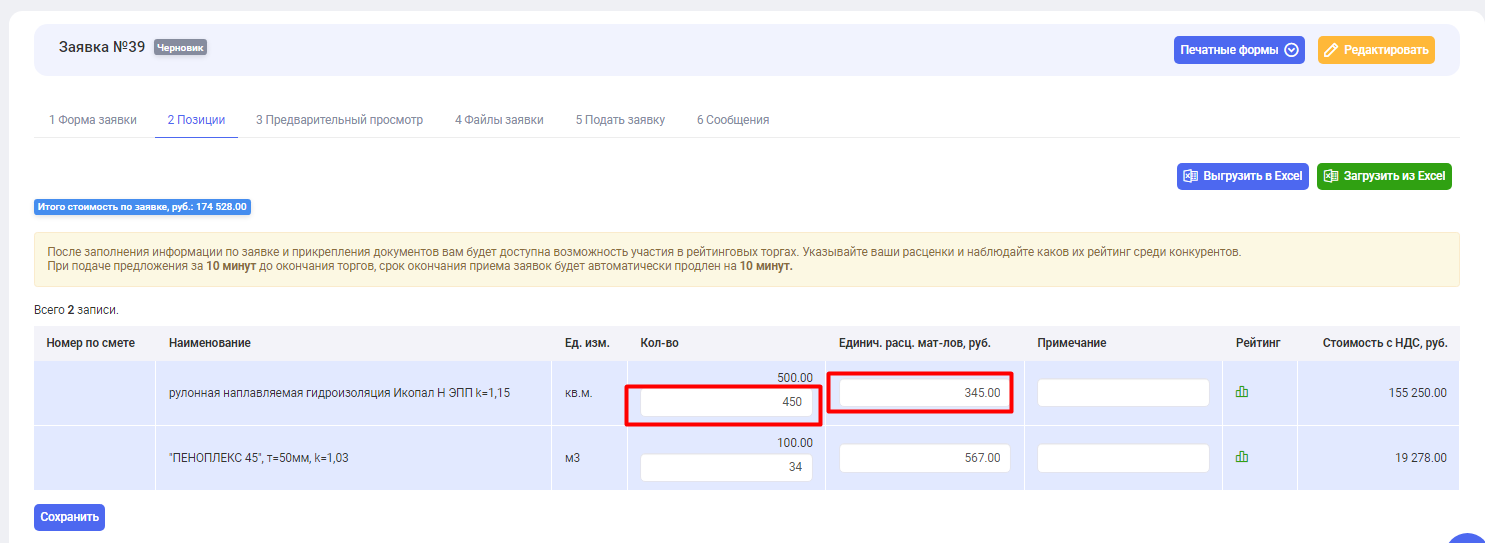 Заявка №39 Черновик
Печатные формы
Редактировать
1 Форма заявки 2 Позиции 3 Предварительный просмотр 4 Файлы заявки 5 Подать заявку 6 Сообщения
Выгрузить в Excel
Загрузить из Excel
Итого стоимость по заявке, руб.: 174 528.00
После заполнения информации по заявке и прикрепления документов вам будет доступна возможность участия в рейтинговых торгах. Указывайте ваши расценки и наблюдайте каков их рейтинг среди конкурентов.
При подаче предложения за 10 минут до окончания торгов, срок окончания приема заявок будет автоматически продлен на 10 минут.
Всего 2 записи.
Номер по смете Наименование Ед. изм. Кол-во Единич. расц. мат-лов, руб. Примечание Рейтинг Стоимость с НДС, руб.
500.00
рулонная наплавляемая гидроизоляция Икопал Н ЭПП k=1,15 кв.м. 450 345.00 155 250.00
100.00
"ПЕНОПЛЕКС 45", т=50мм, k=1,03 м3 34 567.00 19 278.00
Сохранить